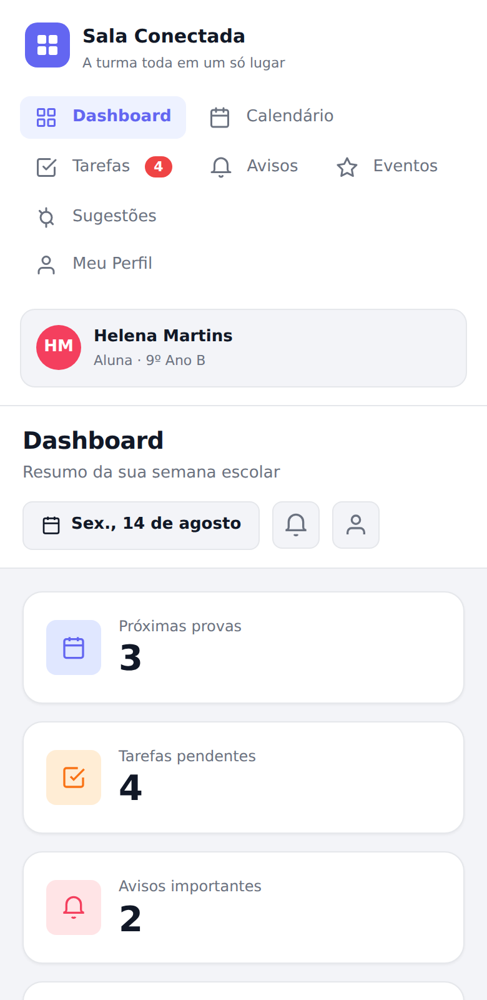 Sala Conectada
A turma toda em um só lugar
Dashboard
Calendário
Tarefas 4
Avisos
Eventos
Sugestões
Meu Perfil
HM
Helena Martins
Aluna · 9º Ano B
Dashboard
Resumo da sua semana escolar
Sex., 14 de agosto
Próximas provas
3
Tarefas pendentes
4
Avisos importantes
2